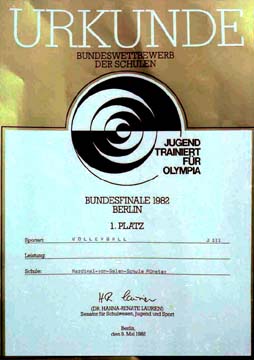 URKUNDE
BUNDESWETTBEWERB
DER SCHULEN
JUGEND
TRAINIERT
FÜR
OLYMPIA
BUNDESFINALE 1982
BERLIN
1. PLATZ
Sportart: VOLLEYBALL J III
Leistung:
Schule: Kardinal-von-Galen-Schule Münster
(DR. HANNA-RENATE LAURIEN)
Senator für Schulwesen, Jugend und Sport
Berlin,
den 8. Mai 1982